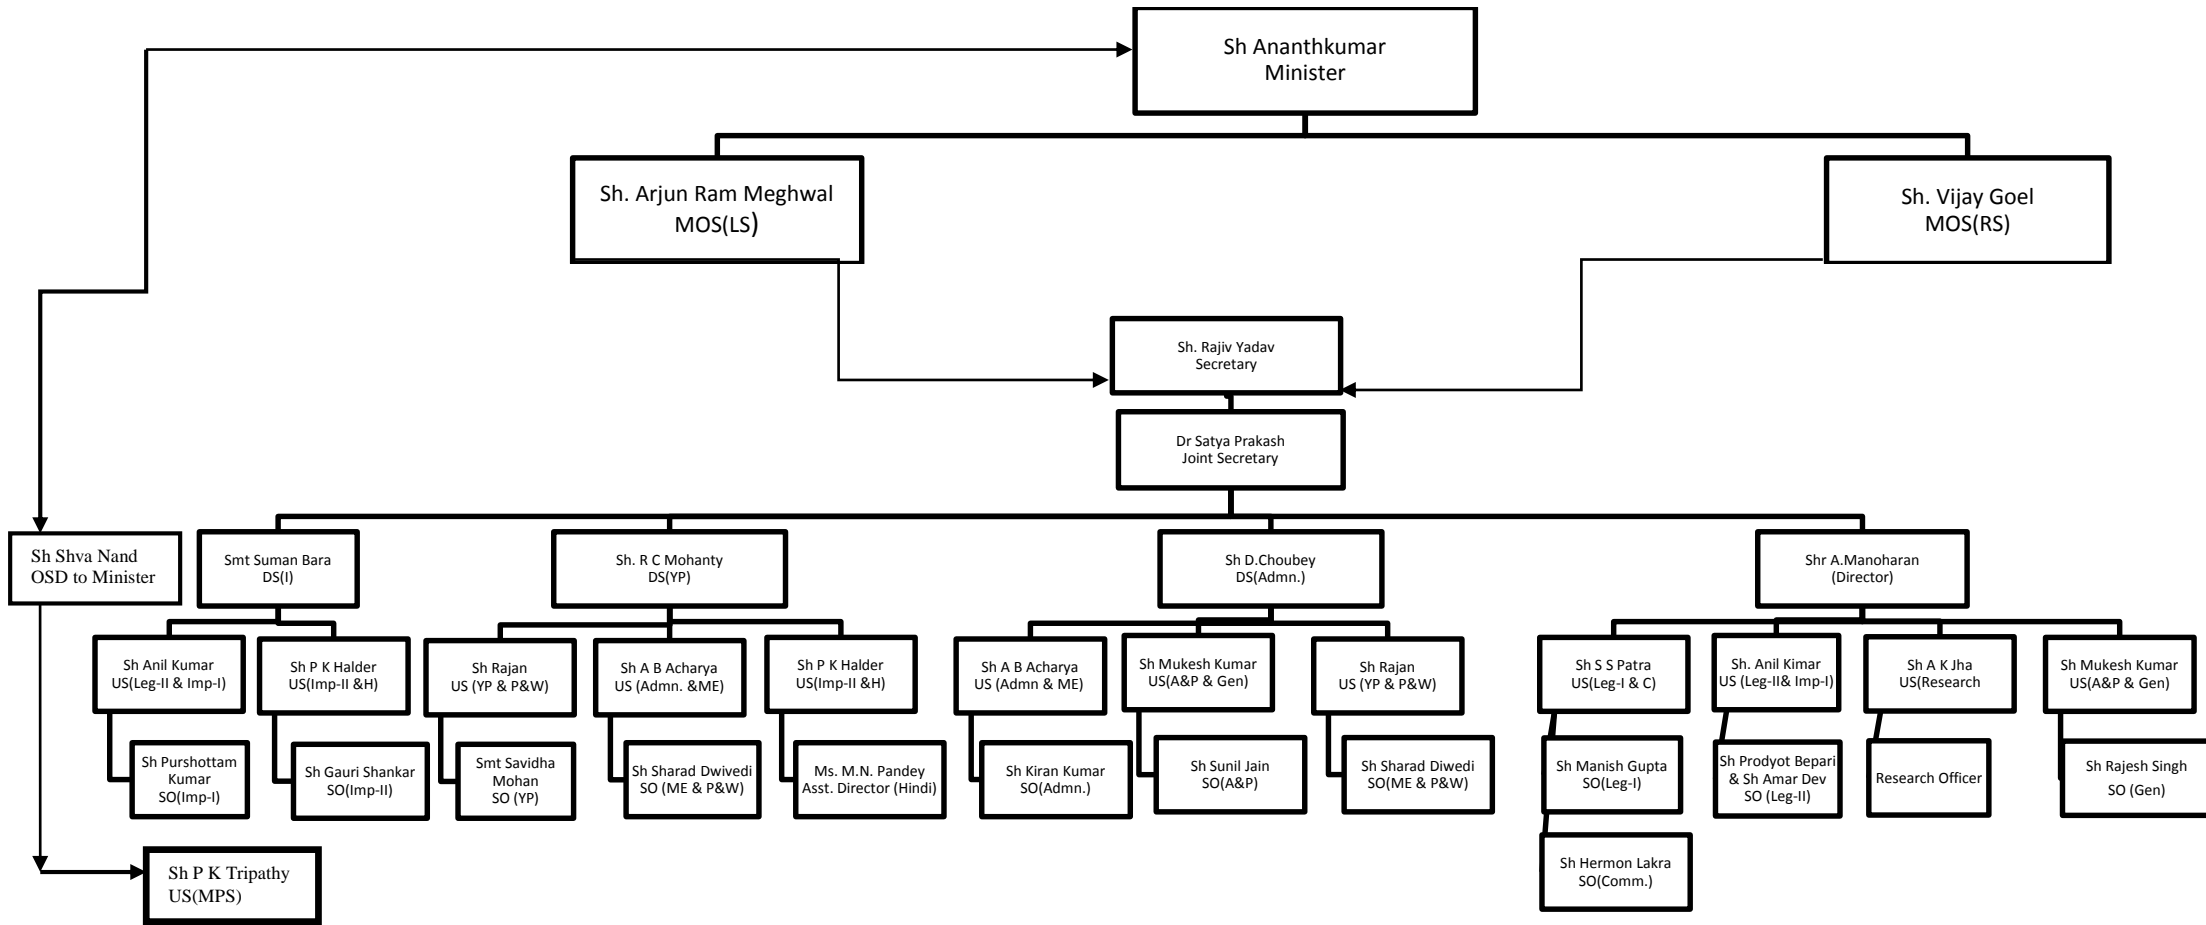 Sh Ananthkumar
Minister
Sh. Arjun Ram Meghwal
MOS(LS)
Sh. Vijay Goel
MOS(RS)
Sh. Rajiv Yadav
Secretary
Dr Satya Prakash
Joint Secretary
Sh Shva Nand
OSD to Minister
Smt Suman Bara
DS(I)
Sh. R C Mohanty
DS(YP)
Sh D.Choubey
DS(Admn.)
Shr A.Manoharan
(Director)
Sh Anil Kumar
US(Leg-II & Imp-I)
Sh P K Halder
US(Imp-II &H)
Sh Rajan
US (YP & P&W)
Sh A B Acharya
US (Admn. &ME)
Sh P K Halder
US(Imp-II &H)
Sh A B Acharya
US (Admn & ME)
Sh Mukesh Kumar
US(A&P & Gen)
Sh Rajan
US (YP & P&W)
Sh S S Patra
US(Leg-I & C)
Sh. Anil Kimar
US (Leg-II& Imp-I)
Sh A K Jha
US(Research
Sh Mukesh Kumar
US(A&P & Gen)
Sh Purshottam
Kumar
SO(Imp-I)
Sh Gauri Shankar
SO(Imp-II)
Smt Savidha
Mohan
SO (YP)
Sh Sharad Dwivedi
SO (ME & P&W)
Ms. M.N. Pandey
Asst. Director (Hindi)
Sh Kiran Kumar
SO(Admn.)
Sh Sunil Jain
SO(A&P)
Sh Sharad Diwedi
SO(ME & P&W)
Sh Manish Gupta
SO(Leg-I)
Sh Prodyot Bepari
& Sh Amar Dev
SO (Leg-II)
Research Officer
Sh Rajesh Singh
SO (Gen)
Sh P K Tripathy
US(MPS)
Sh Hermon Lakra
SO(Comm.)